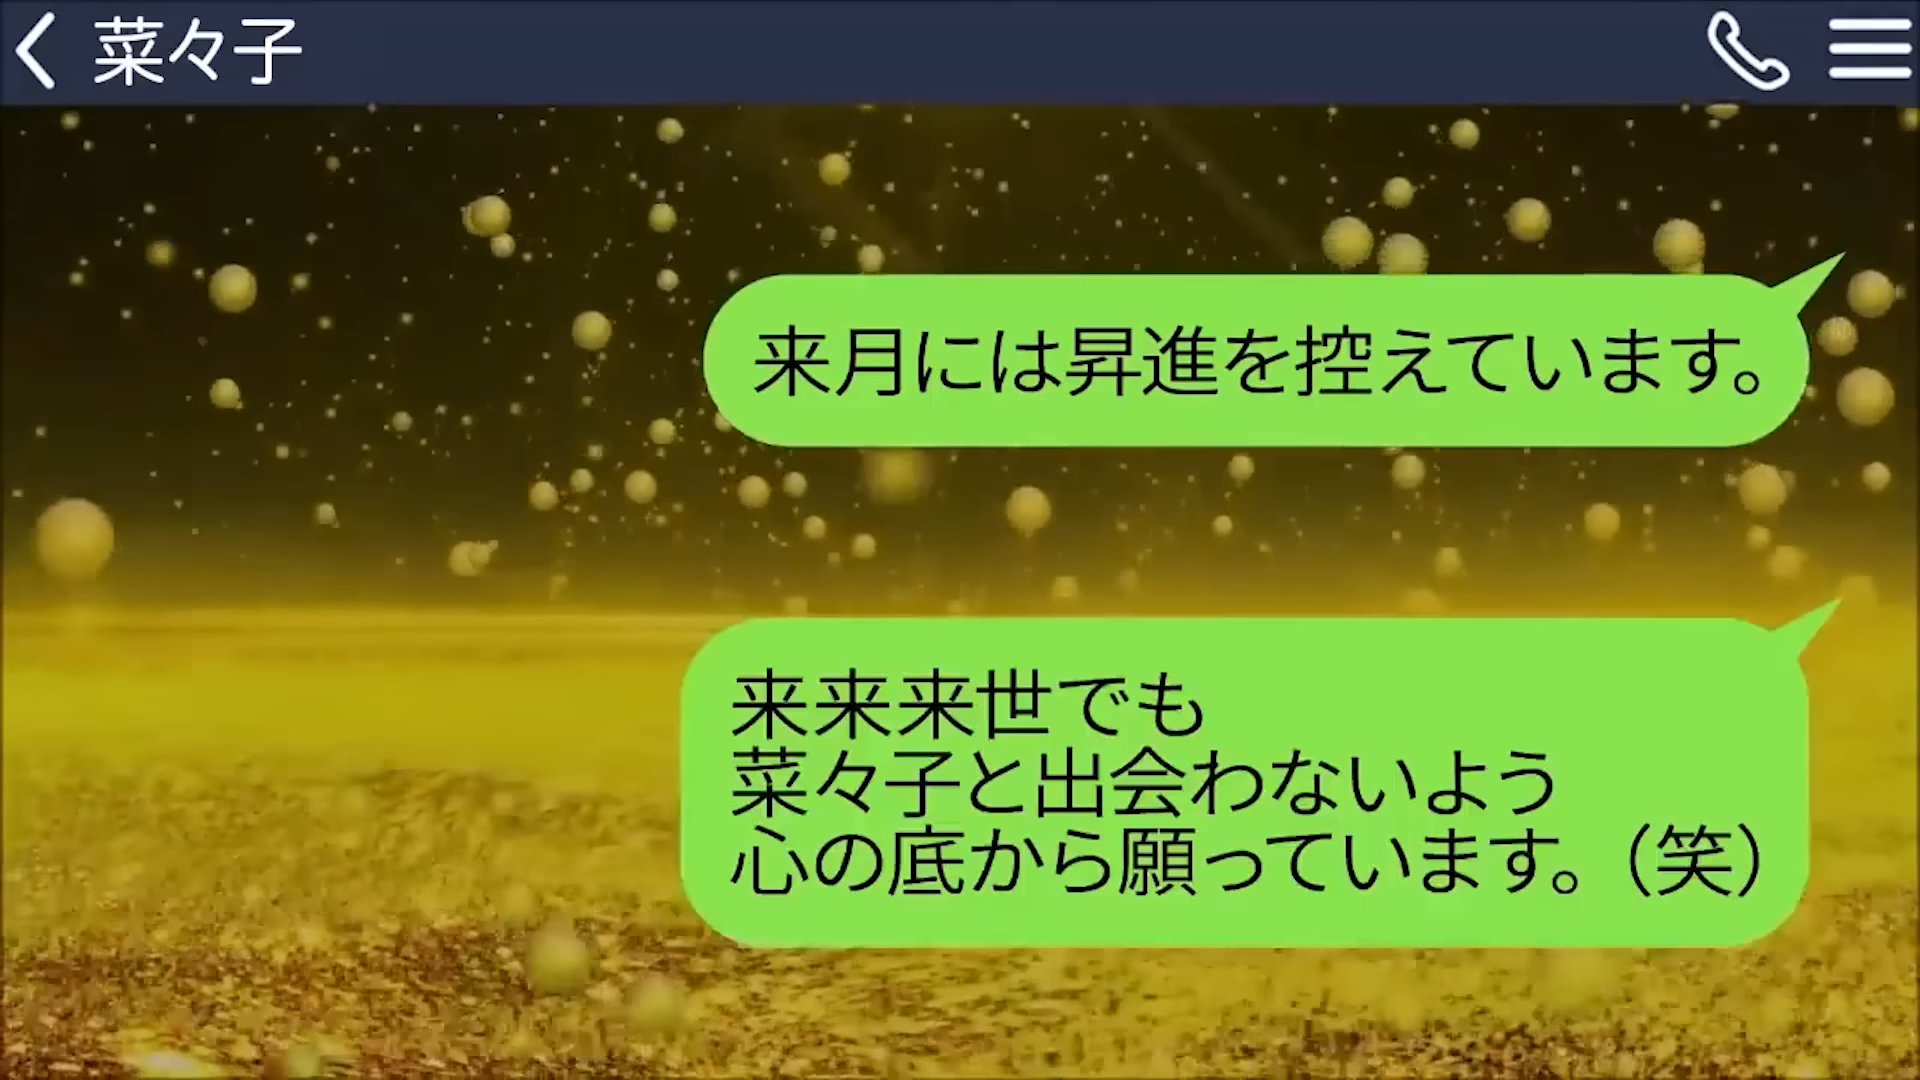 菜々子
来月には昇進を控えています。
来来来世でも
菜々子と出会わないよう
心の底から願っています。（笑）